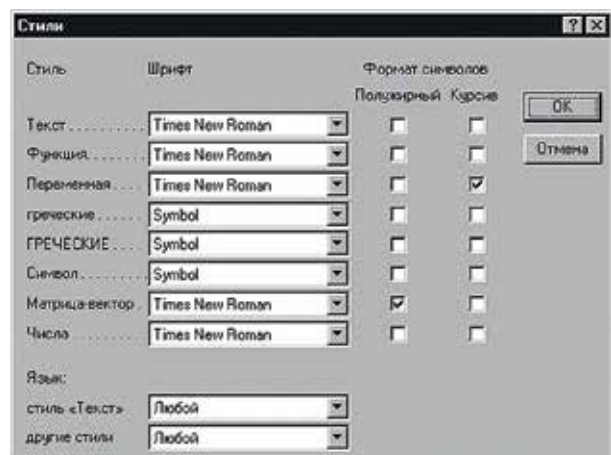 Стили
Стиль Шрифт Формат символов
Полужирный Курсив
OK
Текст.......... Times New Roman
Функция....... Times New Roman
Отмена
Переменная.... Times New Roman
греческие...... Symbol
ГРЕЧЕСКИЕ.... Symbol
Символ........ Symbol
Матрица-вектор. Times New Roman
Числа......... Times New Roman
Язык:
стиль «Текст» Любой
другие стили Любой